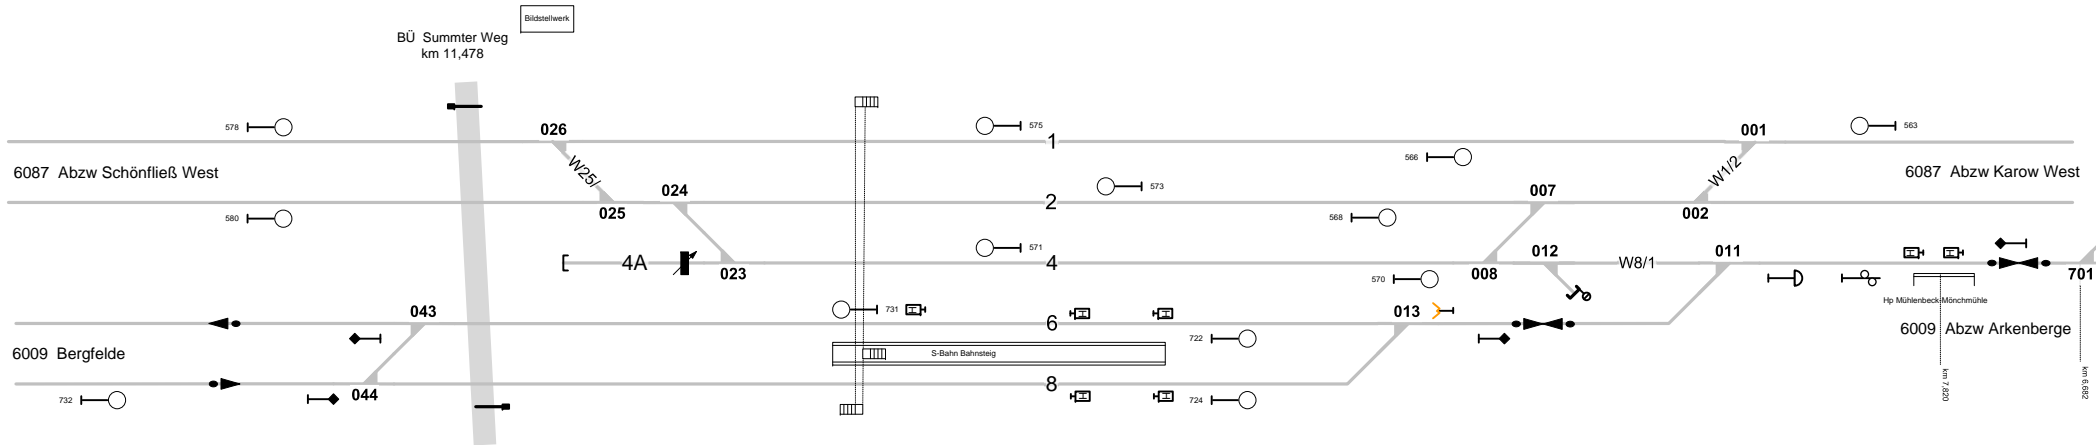 Bildstellwerk
BÜ Summter Weg
km 11,478
578
026
575
1
001
563
566
6087 Abzw Schönfließ West
W25/
W1/2
6087 Abzw Karow West
024
573
2
007
580
025
568
002
4A
023
571
4
012
W8/1
011
008
570
701
043
731
6
013
Hp Mühlenbeck-Mönchmühle
6009 Bergfelde
S-Bahn Bahnsteig
722
6009 Abzw Arkenberge
732
044
8
724
km 7,820
km 6,682